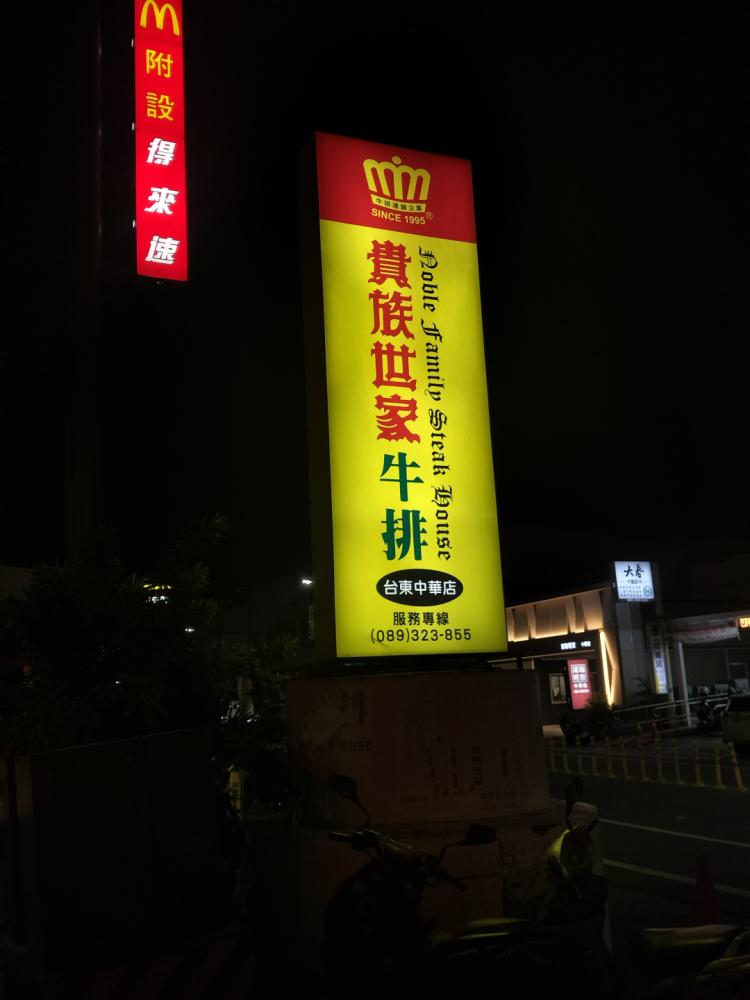 附設
得來速
牛排連鎖企業
SINCE 1995®
貴族世家牛排
Noble Family Steak House
台東中華店
服務專線
(089)323-855
大春